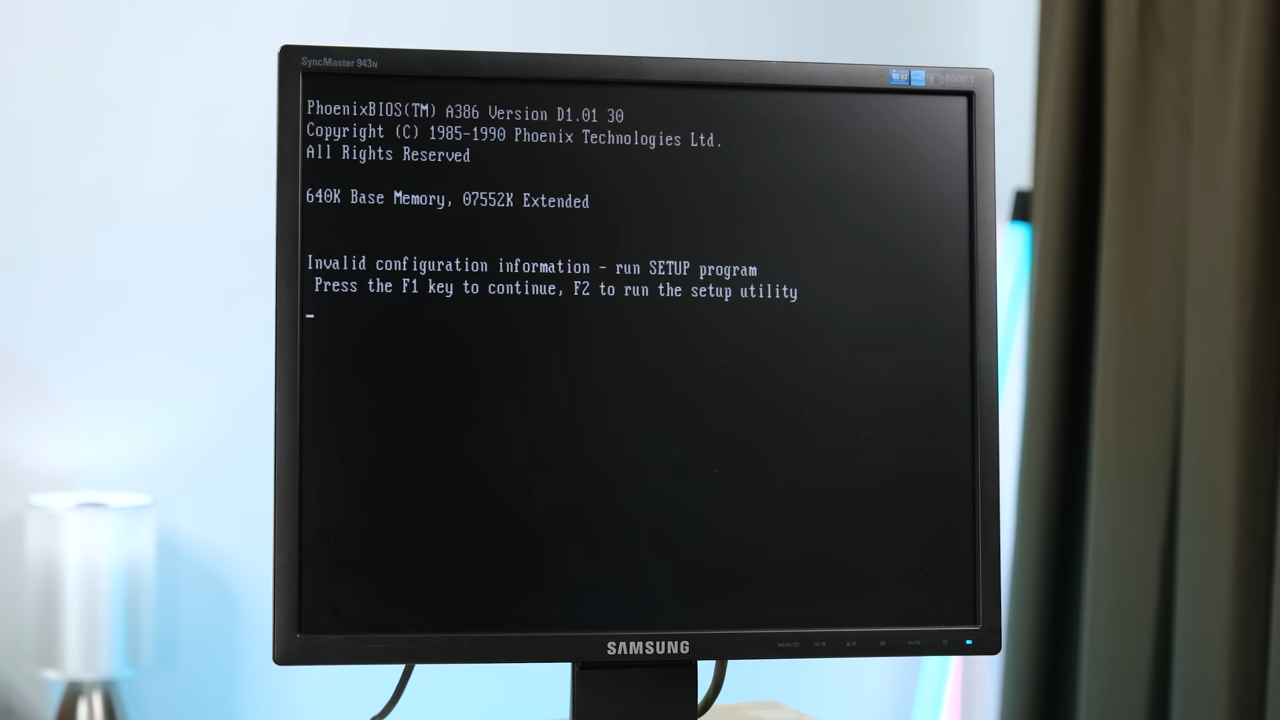 SyncMaster 943N
8000:1
PhoenixBIOS(TM) A386 Version D1.01 30
Copyright (C) 1985-1990 Phoenix Technologies Ltd.
All Rights Reserved
640K Base Memory, 07552K Extended
Invalid configuration information - run SETUP program
Press the F1 key to continue, F2 to run the setup utility
_
SAMSUNG